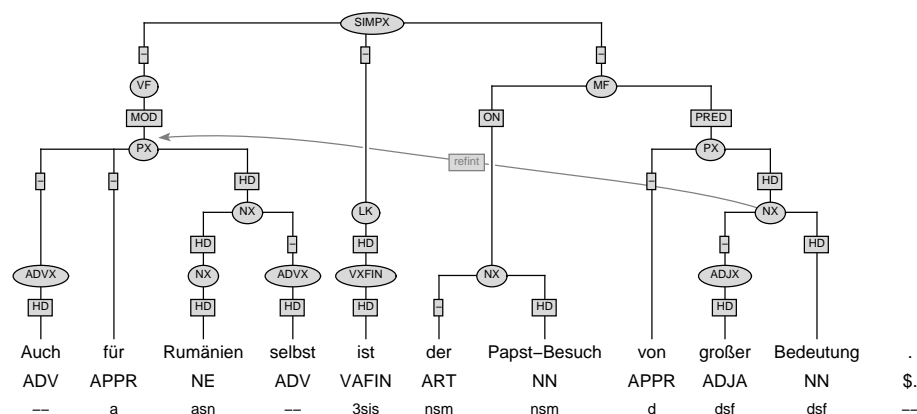 SIMPX
– – –
VF MF
MOD ON PRED
PX PX
refint
– – HD – HD
NX LK NX
HD – HD – HD
ADVX NX ADVX VXFIN NX ADJX
HD HD HD HD – HD HD
Auch für Rumänien selbst ist der Papst–Besuch von großer Bedeutung .
ADV APPR NE ADV VAFIN ART NN APPR ADJA NN $.
–– a asn –– 3sis nsm nsm d dsf dsf ––